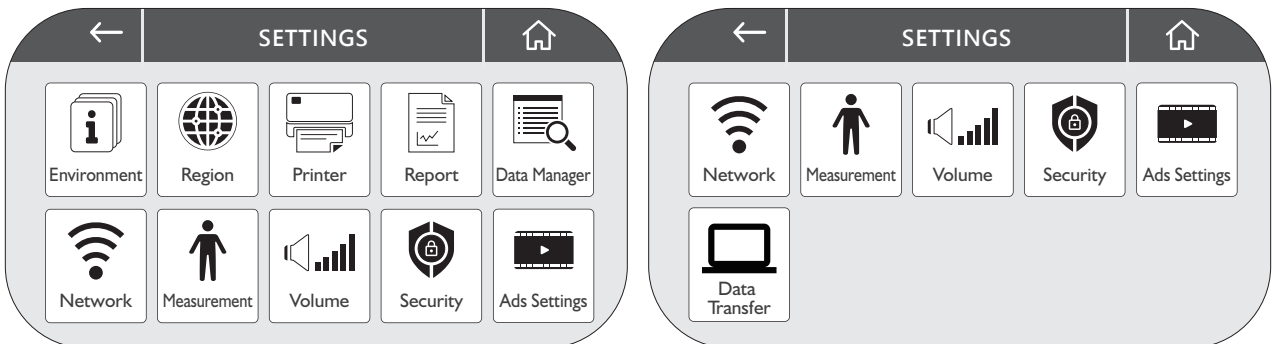 SETTINGS
Environment Region Printer Report Data Manager
Network Measurement Volume Security Ads Settings
SETTINGS
Network Measurement Volume Security Ads Settings
Data
Transfer